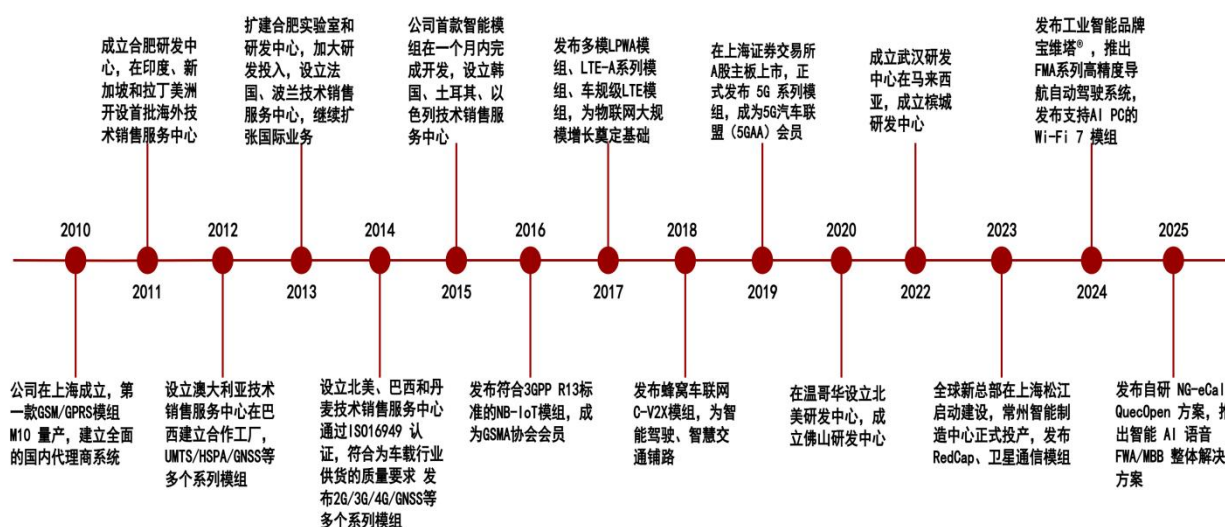 成立合肥研发中
心，在印度、新
加坡和拉丁美洲
开设首批海外技
术销售服务中心
扩建合肥实验室和
研发中心，加大研
发投入，设立法
国、波兰技术销售
服务中心，继续扩
张国际业务
公司首款智能模
组在一个月内完
成开发，设立韩
国、土耳其、以
色列技术销售服
务中心
发布多模LPWA模
组、LTE-A系列模
组、车规级LTE模
组，为物联网大规
模增长奠定基础
在上海证券交易所
A股主板上市，正
式发布 5G 系列模
组，成为5G汽车联
盟（5GAA）会员
成立武汉研发
中心在马来西
亚，成立槟城
研发中心
发布工业智能品牌
宝维塔®，推出
FMA系列高精度导
航自动驾驶系统，
发布支持AI PC的
Wi-Fi 7 模组
2010
2012
2014
2016
2018
2020
2023
2025
2011
2013
2015
2017
2019
2022
2024
公司在上海成立，第
一款GSM/GPRS模组
M10 量产，建立全面
的国内代理商系统
设立澳大利亚技术
销售服务中心在巴
西建立合作工厂，
UMTS/HSPA/GNSS等
多个系列模组
设立北美、巴西和丹
麦技术销售服务中心
通过ISO16949 认
证，符合为车载行业
供货的质量要求 发
布2G/3G/4G/GNSS等
多个系列模组
发布符合3GPP R13标
准的NB-IoT模组，成
为GSMA协会会员
发布蜂窝车联网
C-V2X模组，为智
能驾驶、智慧交
通铺路
在温哥华设立北
美研发中心，成
立佛山研发中心
全球新总部在上海松江
启动建设，常州智能制
造中心正式投产，发布
RedCap、卫星通信模组
发布自研 NG-eCal
QuecOpen 方案，推
出智能 AI 语音
FWA/MBB 整体解决
方案